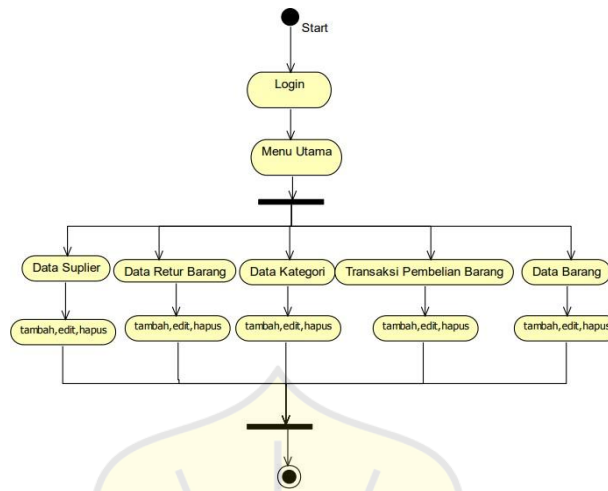 Start
Login
Menu Utama
Data Suplier
Data Retur Barang
Data Kategori
Transaksi Pembelian Barang
Data Barang
tambah,edit,hapus
tambah,edit,hapus
tambah,edit,hapus
tambah,edit,hapus
tambah,edit,hapus